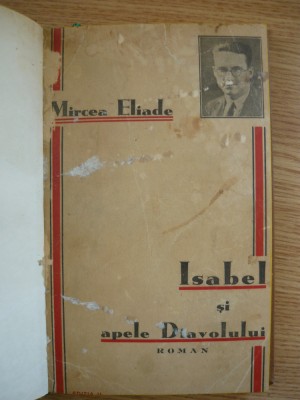 Mircea Eliade
Isabel
și
apele Diavolului
ROMAN